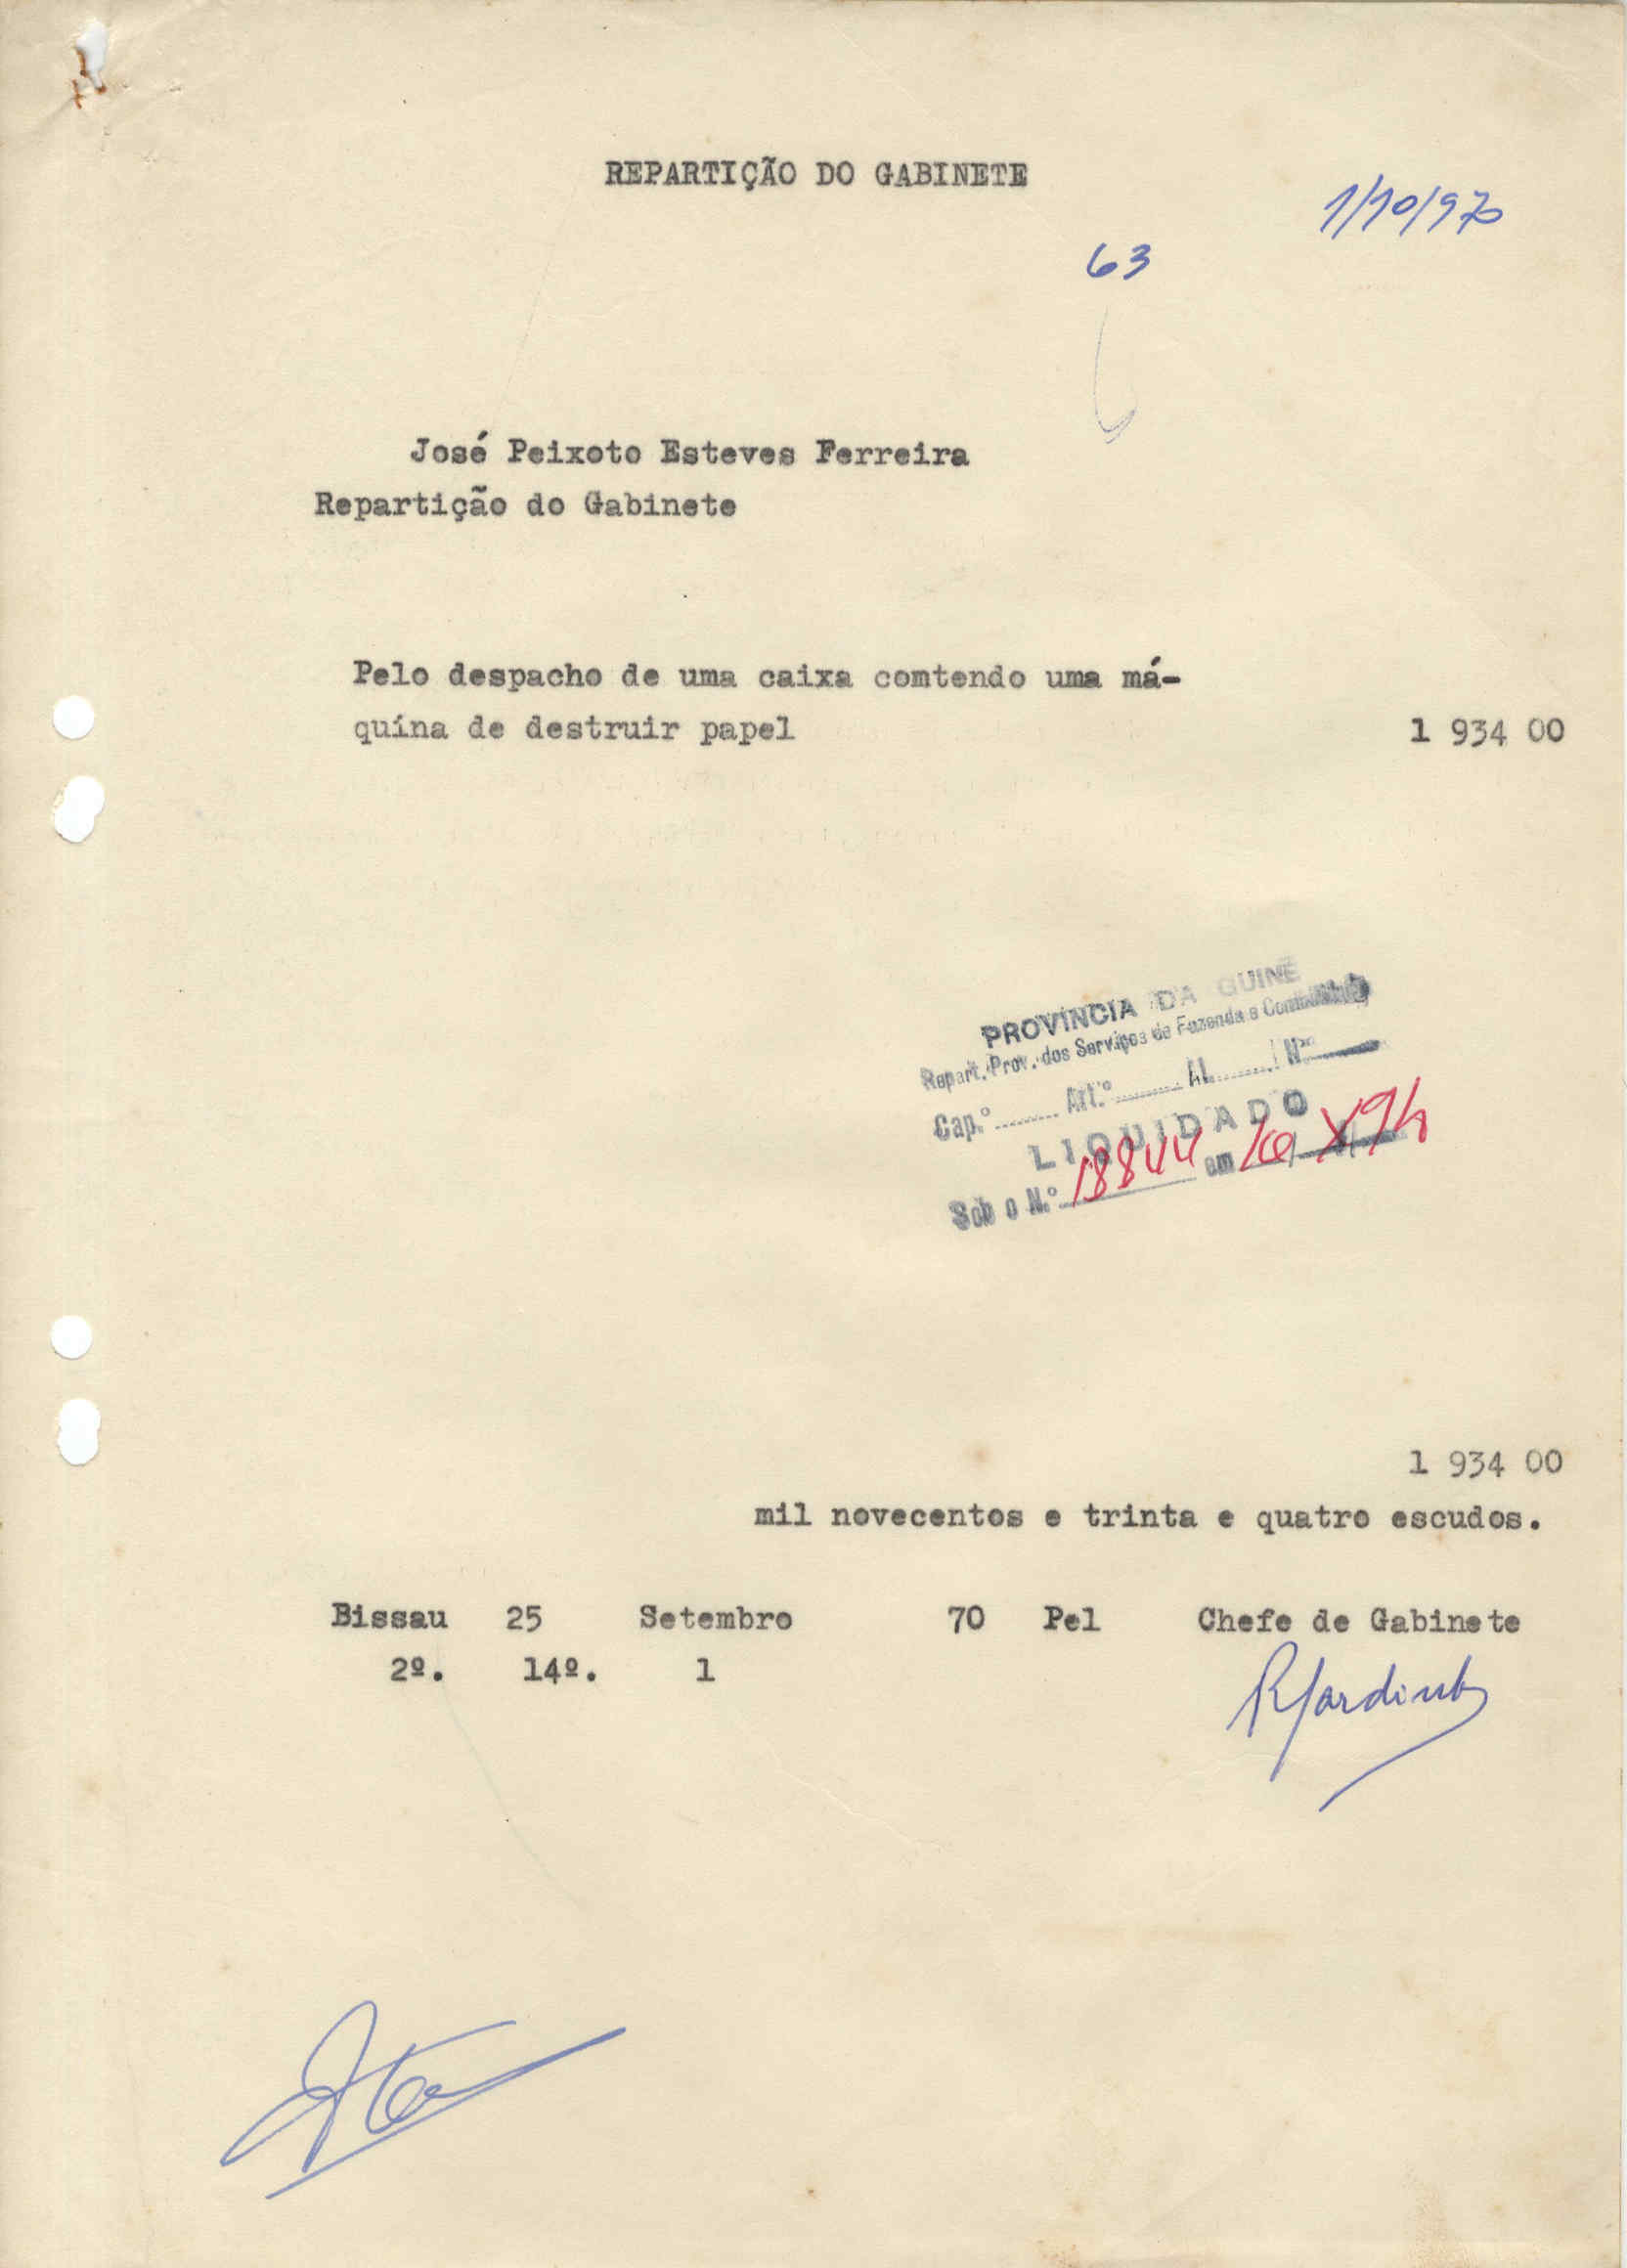 REPARTIÇÃO DO GABINETE
1/10/970
63
José Peixoto Esteves Ferreira
Repartição do Gabinete
Pelo despacho de uma caixa comtendo uma má-
quína de destruir papel 1 934 00
PROVÍNCIA DA GUINÉ
Repart. Prov. dos Serviços de Fazenda e
Cap.º Art.º Al. N.º
LIQUIDADO
Sob o N.º 18844 em
1 934 00
mil novecentos e trinta e quatro escudos.
Bissau 25 Setembro 70 Pel Chefe de Gabinete
2º. 14º. 1